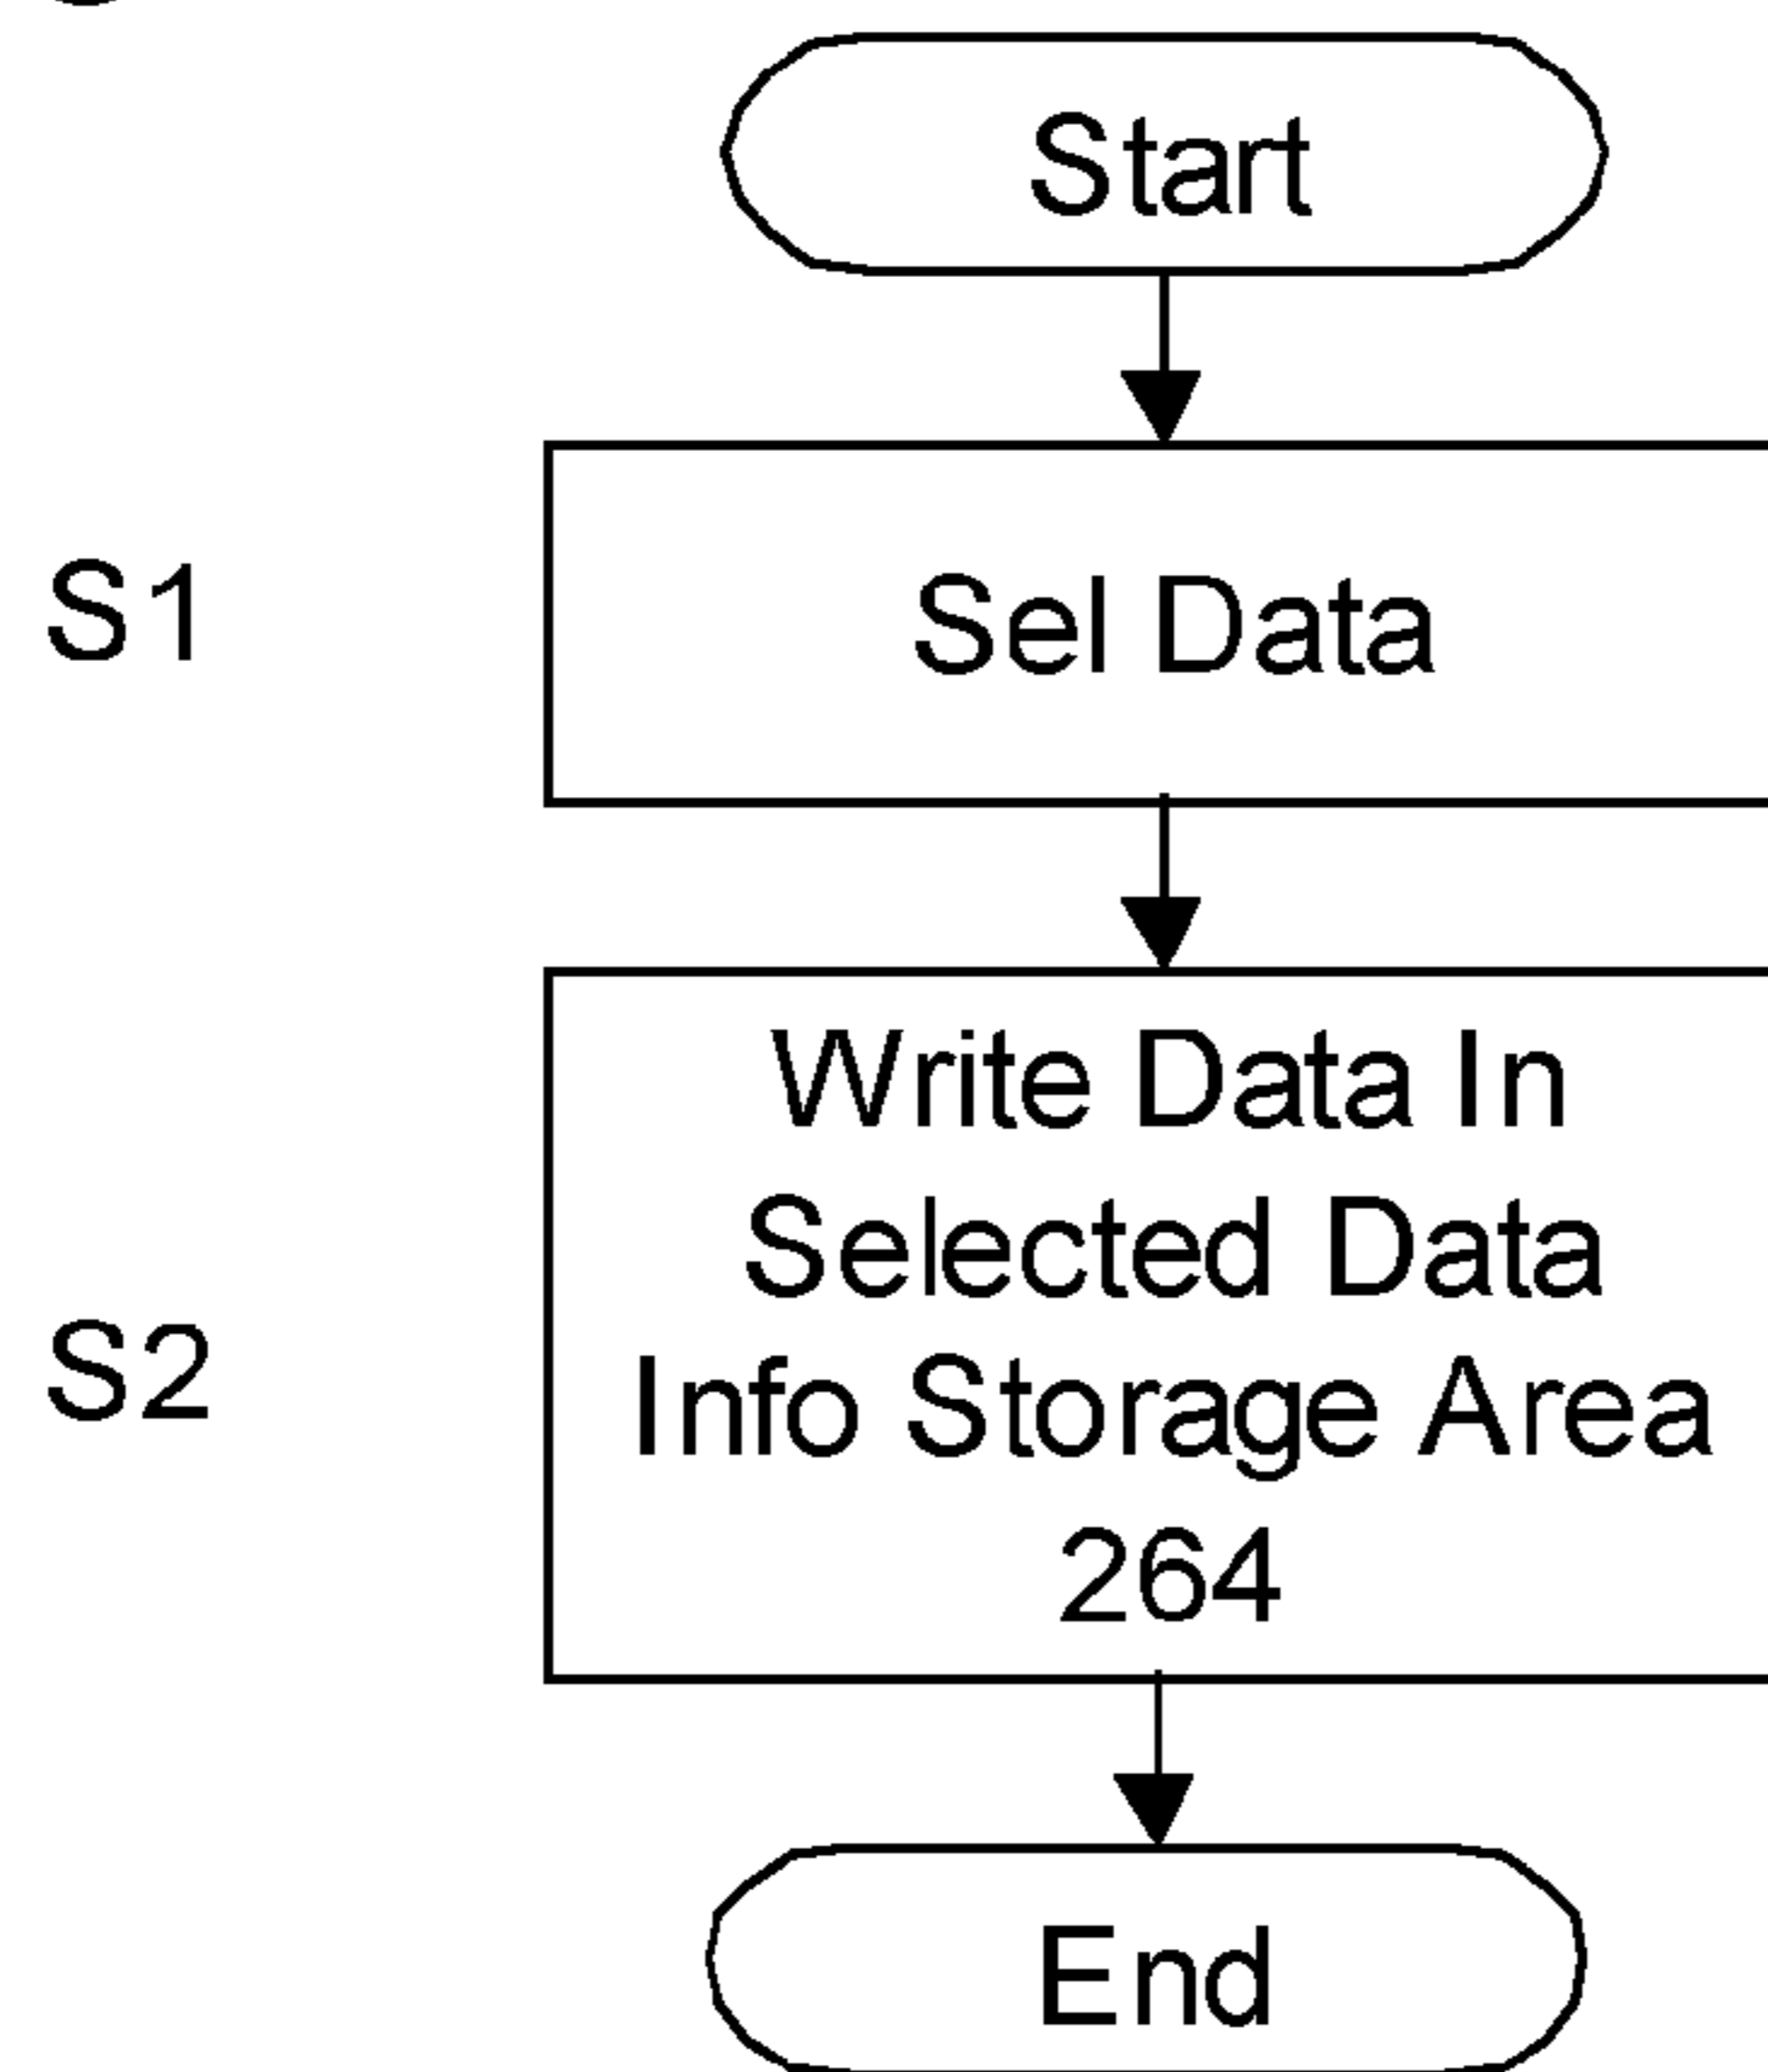 Start
S1
Sel Data
Write Data In
Selected Data
Info Storage Area
264
S2
End